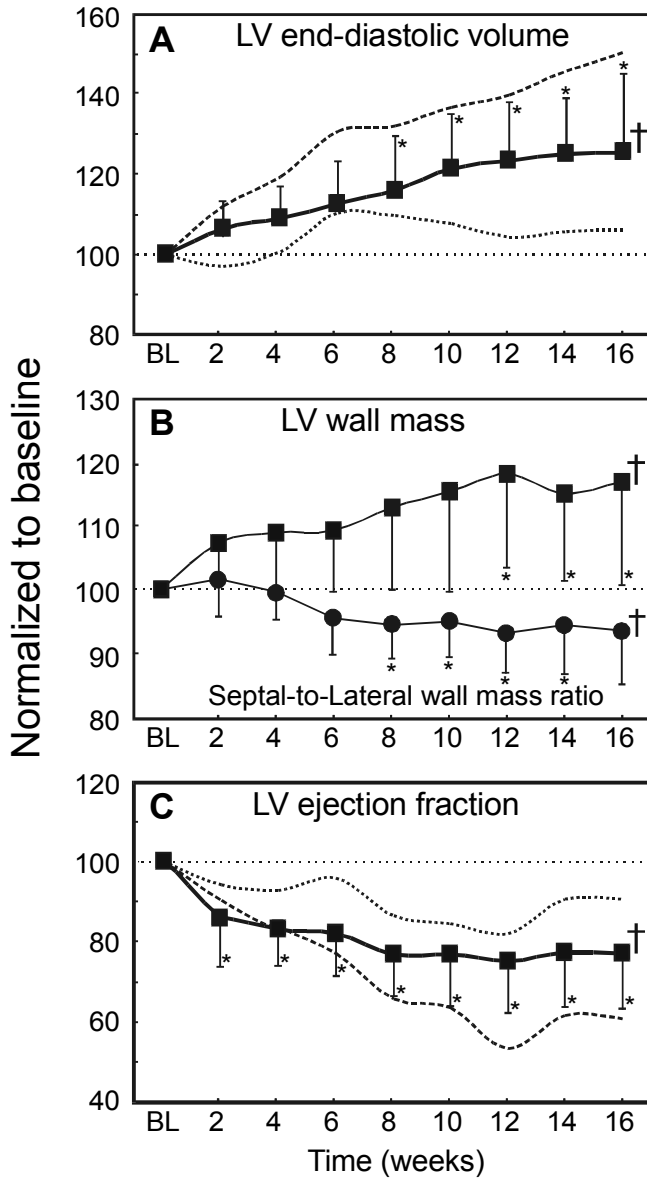 Normalized to baseline
A LV end-diastolic volume
160
140
120
100
80
* * * * *
†
BL 2 4 6 8 10 12 14 16
B LV wall mass
130
120
110
100
90
80
†
* * *
†
* * * *
Septal-to-Lateral wall mass ratio
BL 2 4 6 8 10 12 14 16
C LV ejection fraction
120
100
80
60
40
†
* * * * * * * *
BL 2 4 6 8 10 12 14 16
Time (weeks)